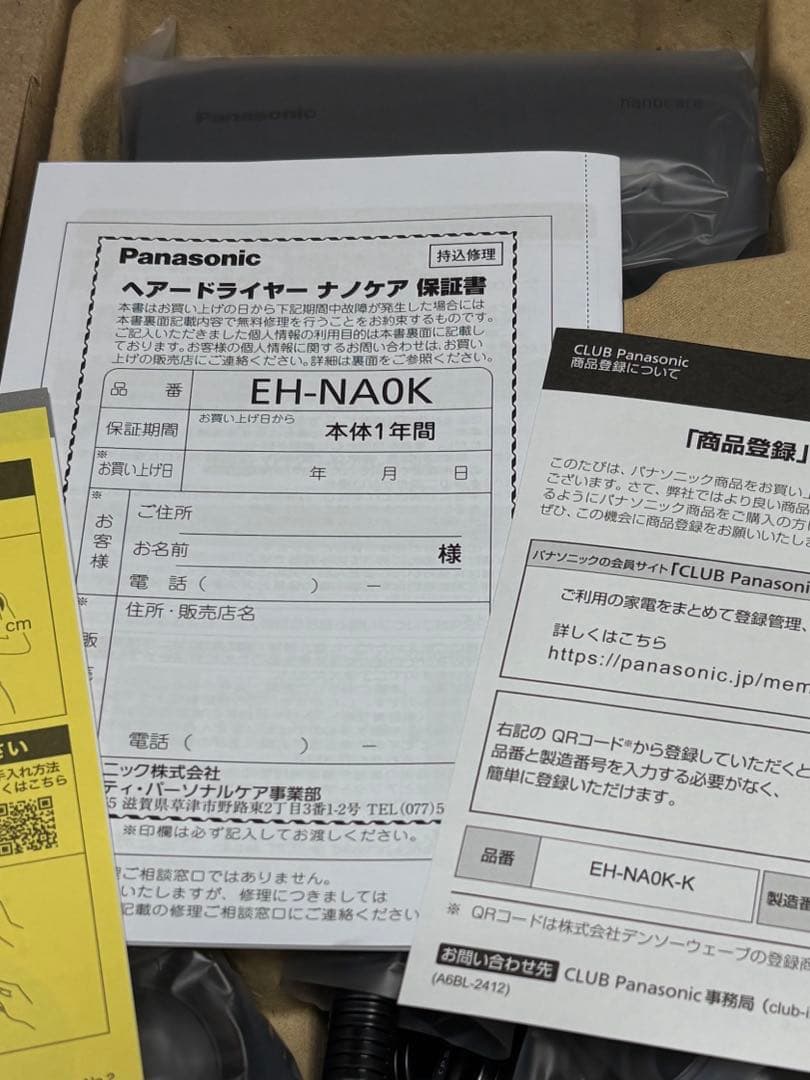 Panasonic
nanocare
Panasonic
持込修理
ヘアードライヤー ナノケア 保証書
本書はお買い上げの日から下記期間中故障が発生した場合には
本書裏面記載内容で無料修理を行うことをお約束するものです。
ご記入いただきました個人情報の利用目的は本書裏面に記載し
ております。お客様の個人情報に関するお問い合わせは、お買い
上げの販売店にご連絡ください。詳細は裏面をご参照ください。
品 番 EH-NA0K
保証期間 お買い上げ日から 本体1年間
※お買い上げ日 年 月 日
※
お客様
ご住所
お名前 様
電 話 ( ) −
※
販
住所・販売店名
電話 ( ) −
ニック株式会社
ティ・パーソナルケア事業部
5 滋賀県草津市野路東2丁目3番1-2号 TEL(077)5
※印欄は必ず記入してお渡しください。
ご相談窓口ではありません。
いたしますが、修理につきましては
記載の修理ご相談窓口にご連絡ください
cm
さい
手入れ方法
くはこちら
CLUB Panasonic
商品登録について
「商品登録」
このたびは、パナソニック商品をお買い上
ございます。さて、弊社ではより良い商品
るようにパナソニック商品をご購入の方に
ぜひ、この機会に商品登録をお願いいたしま
パナソニックの会員サイト「CLUB Panasoni
ご利用の家電をまとめて登録管理、
詳しくはこちら
https://panasonic.jp/mem
右記の QRコード※から登録していただくと
品番と製造番号を入力する必要がなく、
簡単に登録いただけます。
品番 EH-NA0K-K 製造番
※ QRコードは株式会社デンソーウェーブの登録商
お問い合わせ先 CLUB Panasonic 事務局 (club-i
(A6BL-2412)